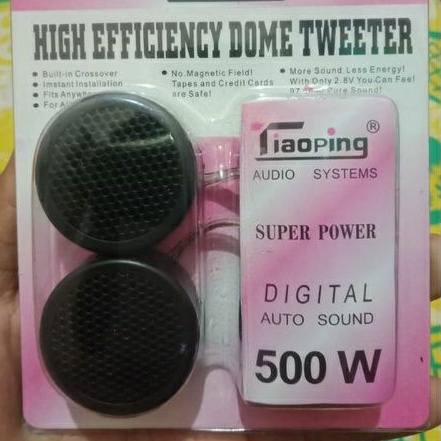 HIGH EFFICIENCY DOME TWEETER
• Built-in Crossover
• Imstant Installation
• Fits
• For
• No. Magnetic Field!
Tapes and Credit Cards
are Safe!
• More Sound. Less Energy!
With Only 2.8V You Can Feel
Pure Sound!
Tiaoping®
AUDIO SYSTEMS
SUPER POWER
DIGITAL
AUTO SOUND
500 W